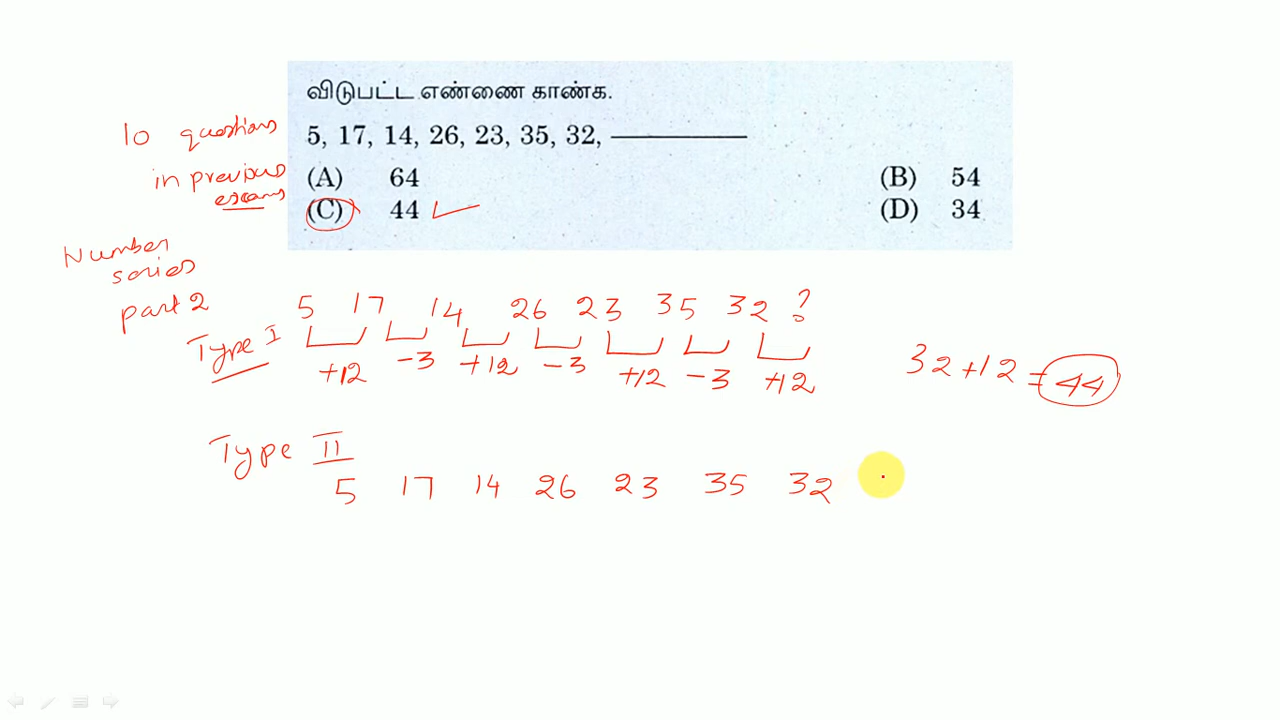 விடுபட்ட எண்ணை காண்க.
5, 17, 14, 26, 23, 35, 32,
(A) 64 (B) 54
(C) 44 (D) 34
10 questions
in previous
exams
Number
series
part 2
Type I
5 17 14 26 23 35 32 ?
+12 -3 +12 -3 +12 -3 +12
32 +12 = 44
Type II
5 17 14 26 23 35 32